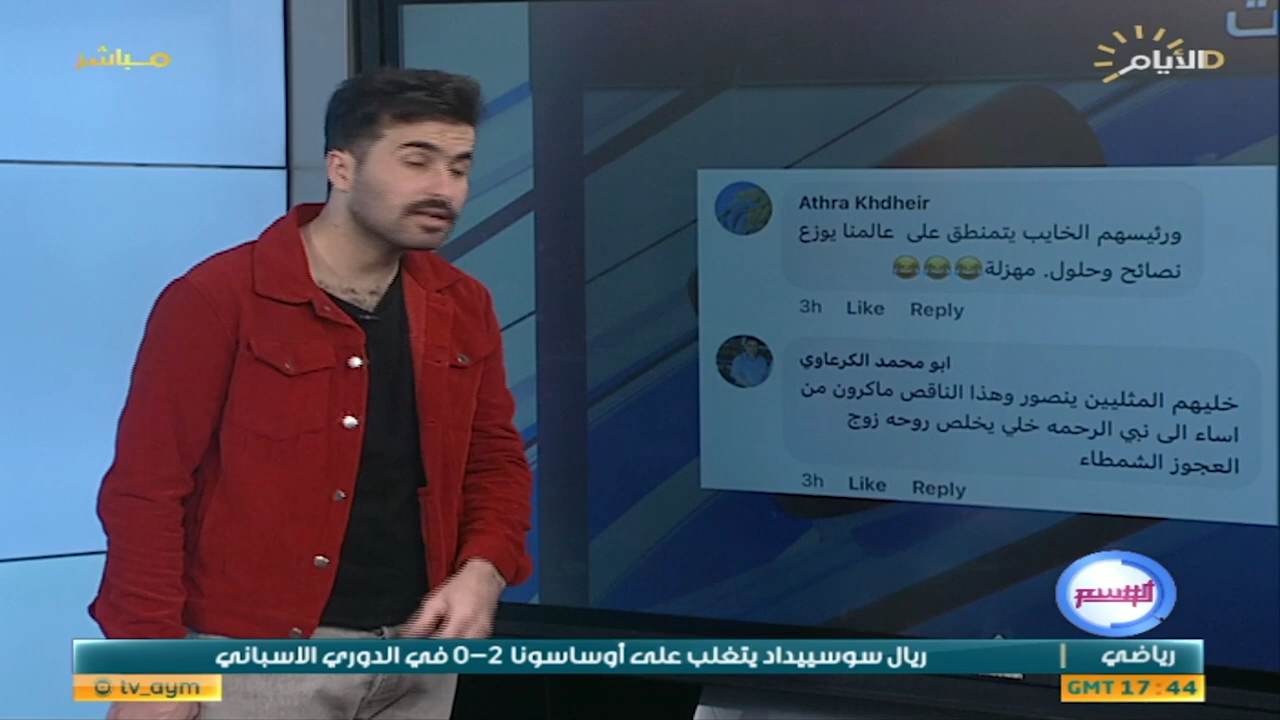 مباشر
الأيام
ت
Athra Khdheir
ورئيسهم الخايب يتمنطق على عالمنا يوزع
نصائح وحلول. مهزلة😂😂😂
3h Like Reply
ابو محمد الكرعاوي
خليهم المثليين ينصور وهذا الناقص ماكرون من
اساء الى نبي الرحمه خلي يخلص روحه زوج
العجوز الشمطاء
3h Like Reply
رياضي
ريال سوسييداد يتغلب على أوساسونا 2-0 في الدوري الاسباني
tv_aym
GMT 17:44